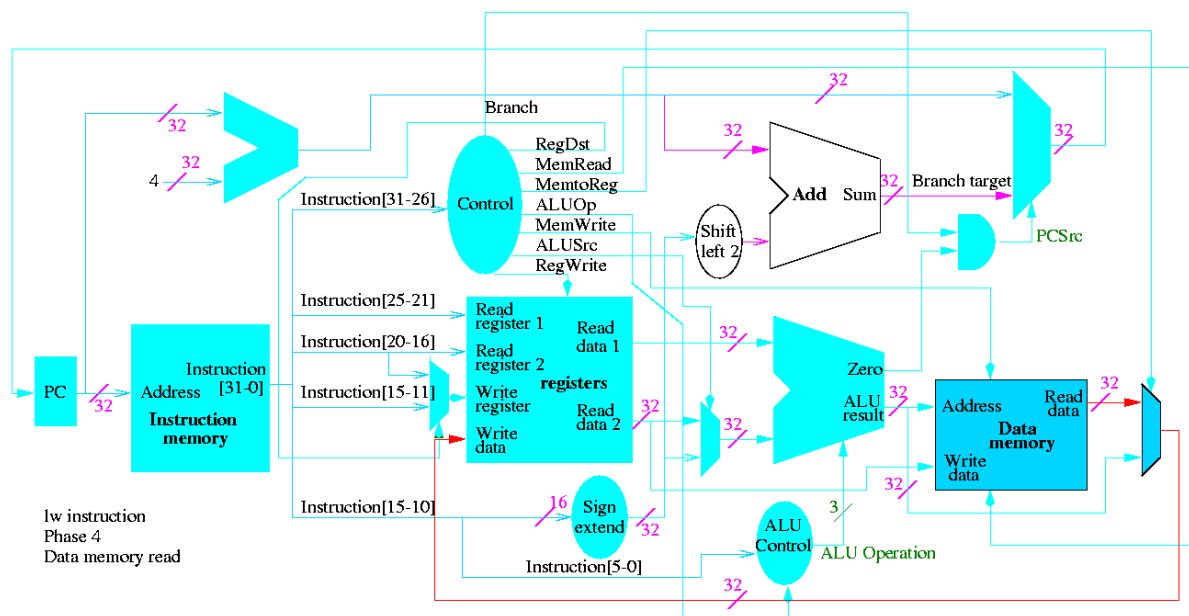 Branch
32
32
4
32
RegDst
MemRead
MemtoReg
ALUOp
MemWrite
ALUSrc
RegWrite
Control
Instruction[31-26]
32
Add
Sum
32
Branch target
32
Shift
left 2
PCSrc
Instruction[25-21]
Instruction[20-16]
Instruction[15-11]
Read
register 1
Read
register 2
Write
register
Write
data
registers
Read
data 1
Read
data 2
32
32
32
Zero
ALU
result
32
PC
32
Address
Instruction
[31-0]
Instruction
memory
Address
Read
data
Data
memory
Write
data
32
32
Instruction[15-10]
16
Sign
extend
32
Instruction[5-0]
ALU
Control
3
ALU Operation
32
lw instruction
Phase 4
Data memory read